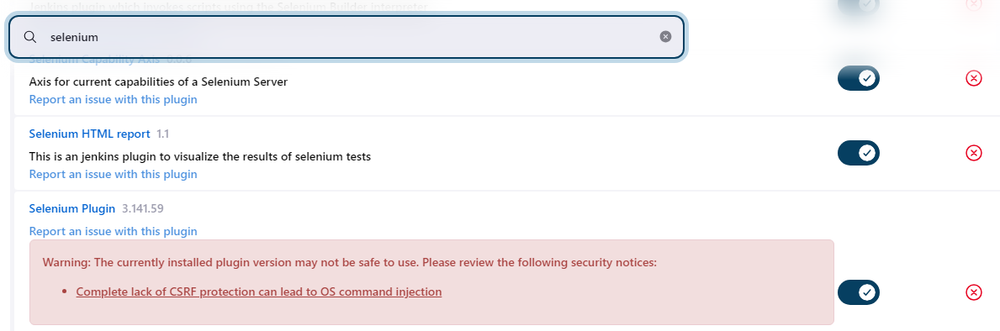 Jenkins plugin which invokes scripts using the Selenium Builder interpreter
selenium
Selenium Capability Axis
Axis for current capabilities of a Selenium Server
Report an issue with this plugin
Selenium HTML report 1.1
This is an jenkins plugin to visualize the results of selenium tests
Report an issue with this plugin
Selenium Plugin 3.141.59
Report an issue with this plugin
Warning: The currently installed plugin version may not be safe to use. Please review the following security notices:
• Complete lack of CSRF protection can lead to OS command injection